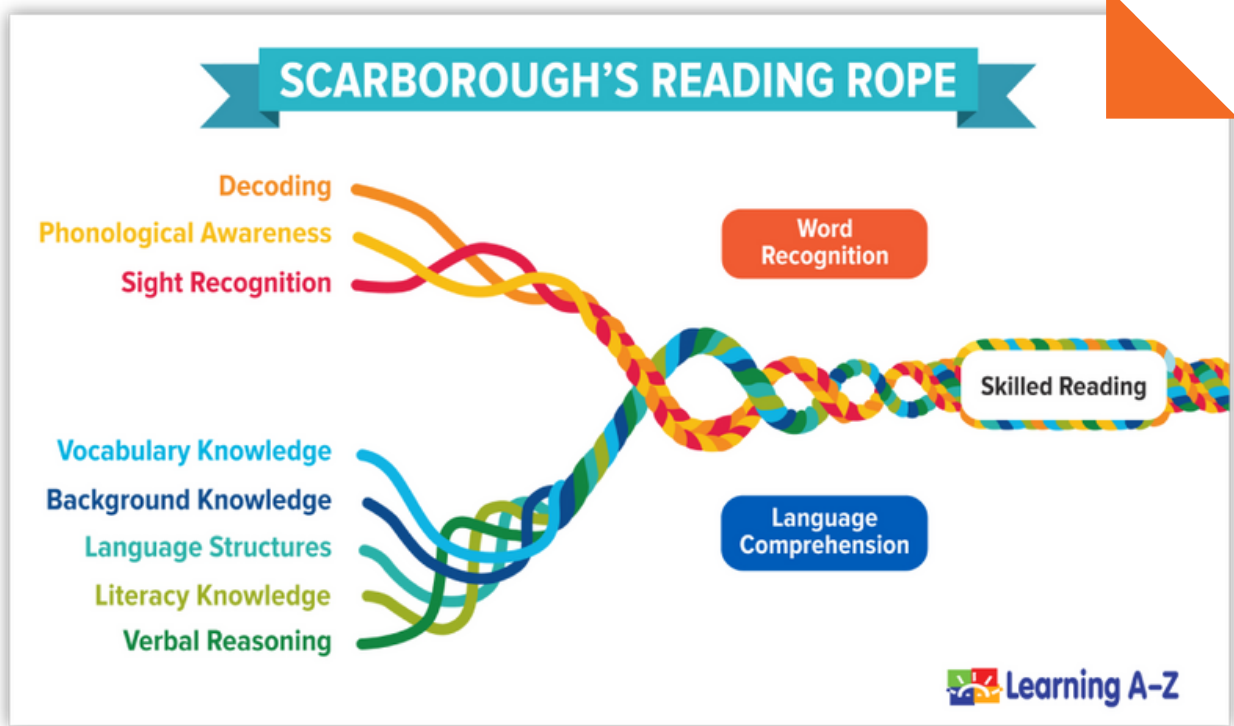 SCARBOROUGH'S READING ROPE
Decoding
Phonological Awareness
Sight Recognition
Word
Recognition
Skilled Reading
Vocabulary Knowledge
Background Knowledge
Language Structures
Literacy Knowledge
Verbal Reasoning
Language
Comprehension
Learning A–Z